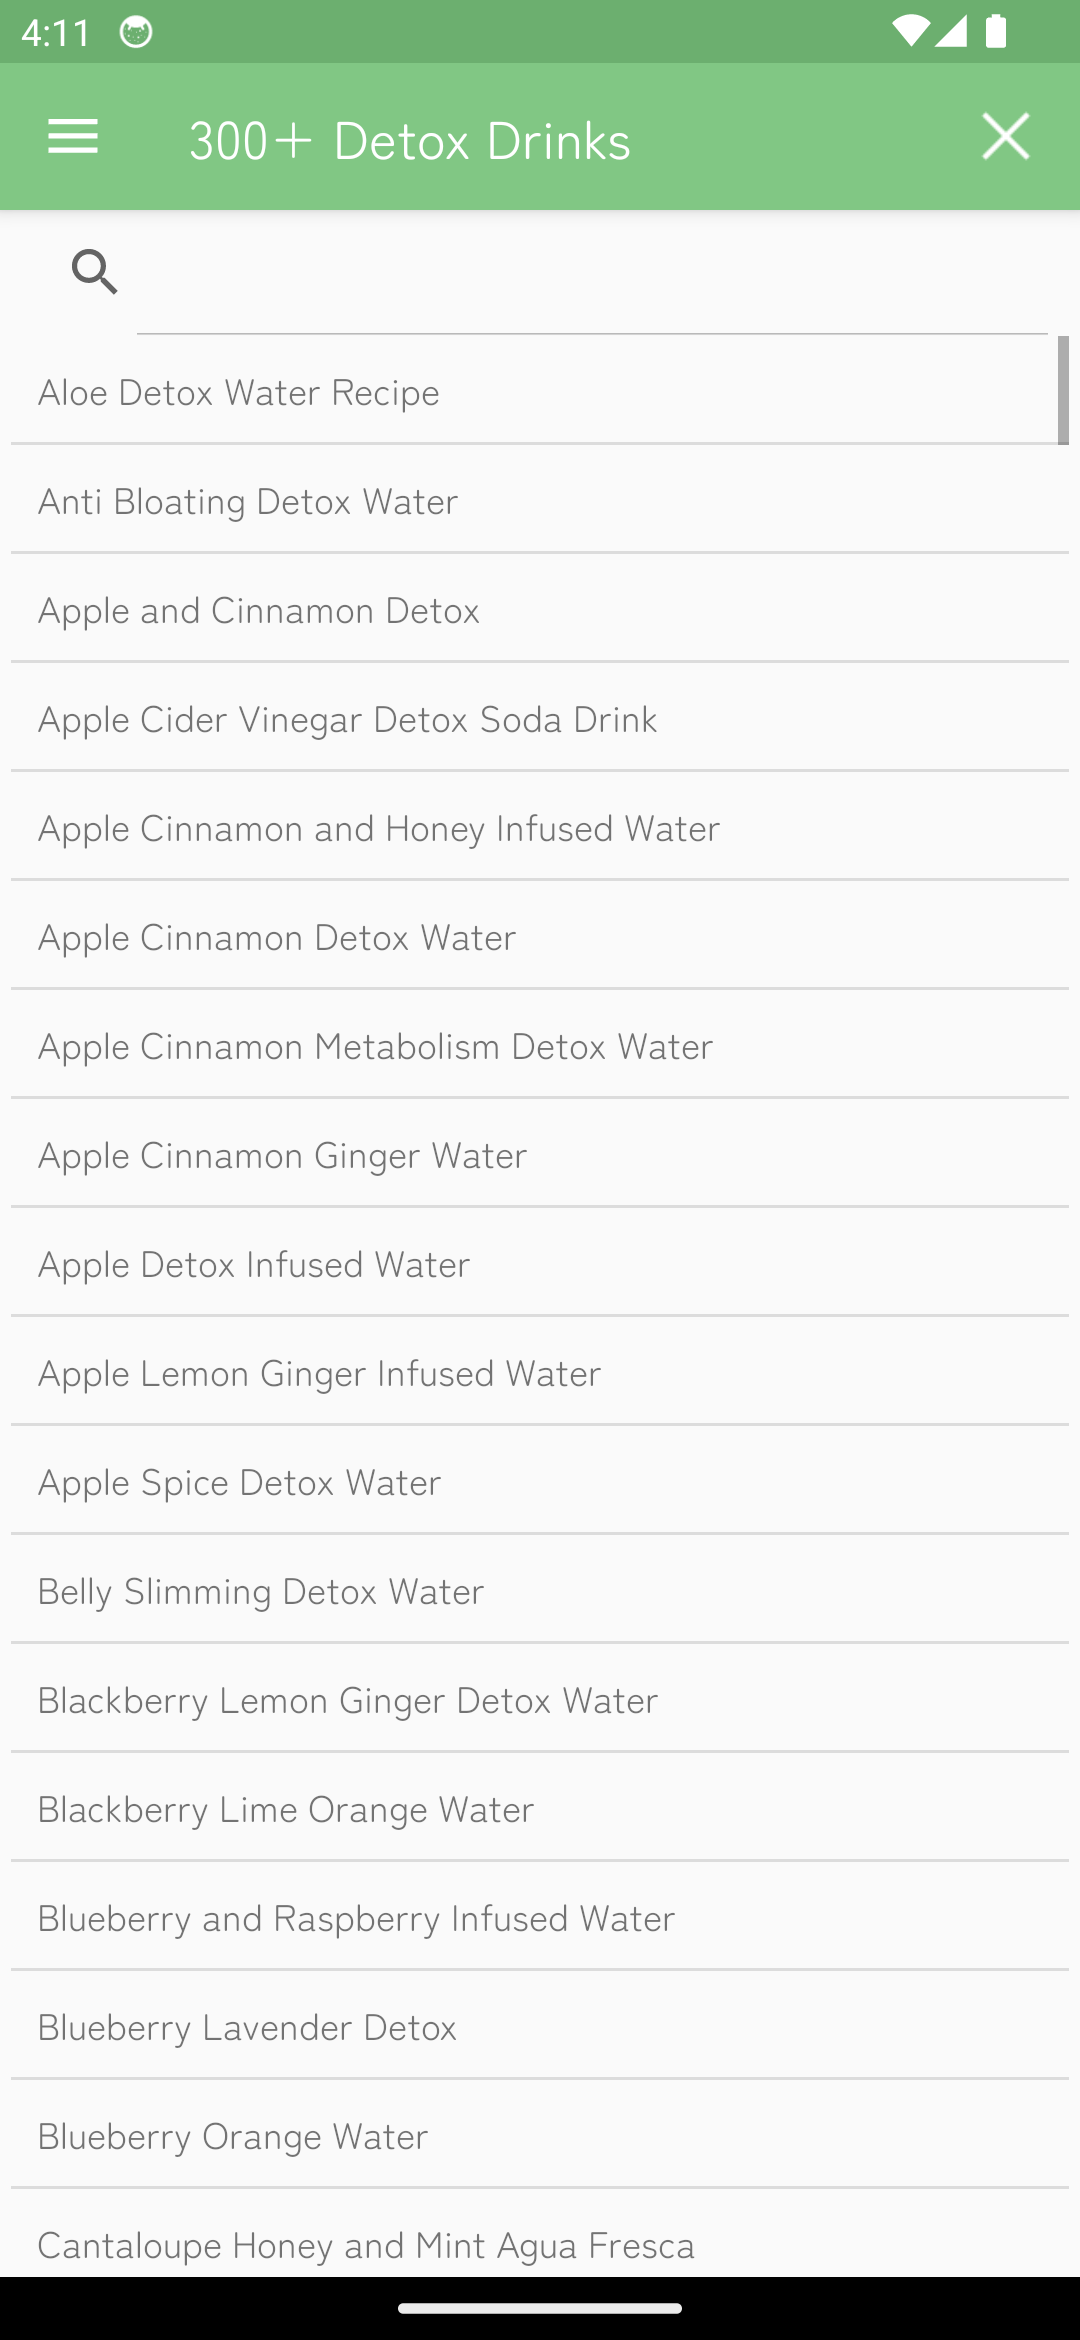 4:11
300+ Detox Drinks
Aloe Detox Water Recipe
Anti Bloating Detox Water
Apple and Cinnamon Detox
Apple Cider Vinegar Detox Soda Drink
Apple Cinnamon and Honey Infused Water
Apple Cinnamon Detox Water
Apple Cinnamon Metabolism Detox Water
Apple Cinnamon Ginger Water
Apple Detox Infused Water
Apple Lemon Ginger Infused Water
Apple Spice Detox Water
Belly Slimming Detox Water
Blackberry Lemon Ginger Detox Water
Blackberry Lime Orange Water
Blueberry and Raspberry Infused Water
Blueberry Lavender Detox
Blueberry Orange Water
Cantaloupe Honey and Mint Agua Fresca